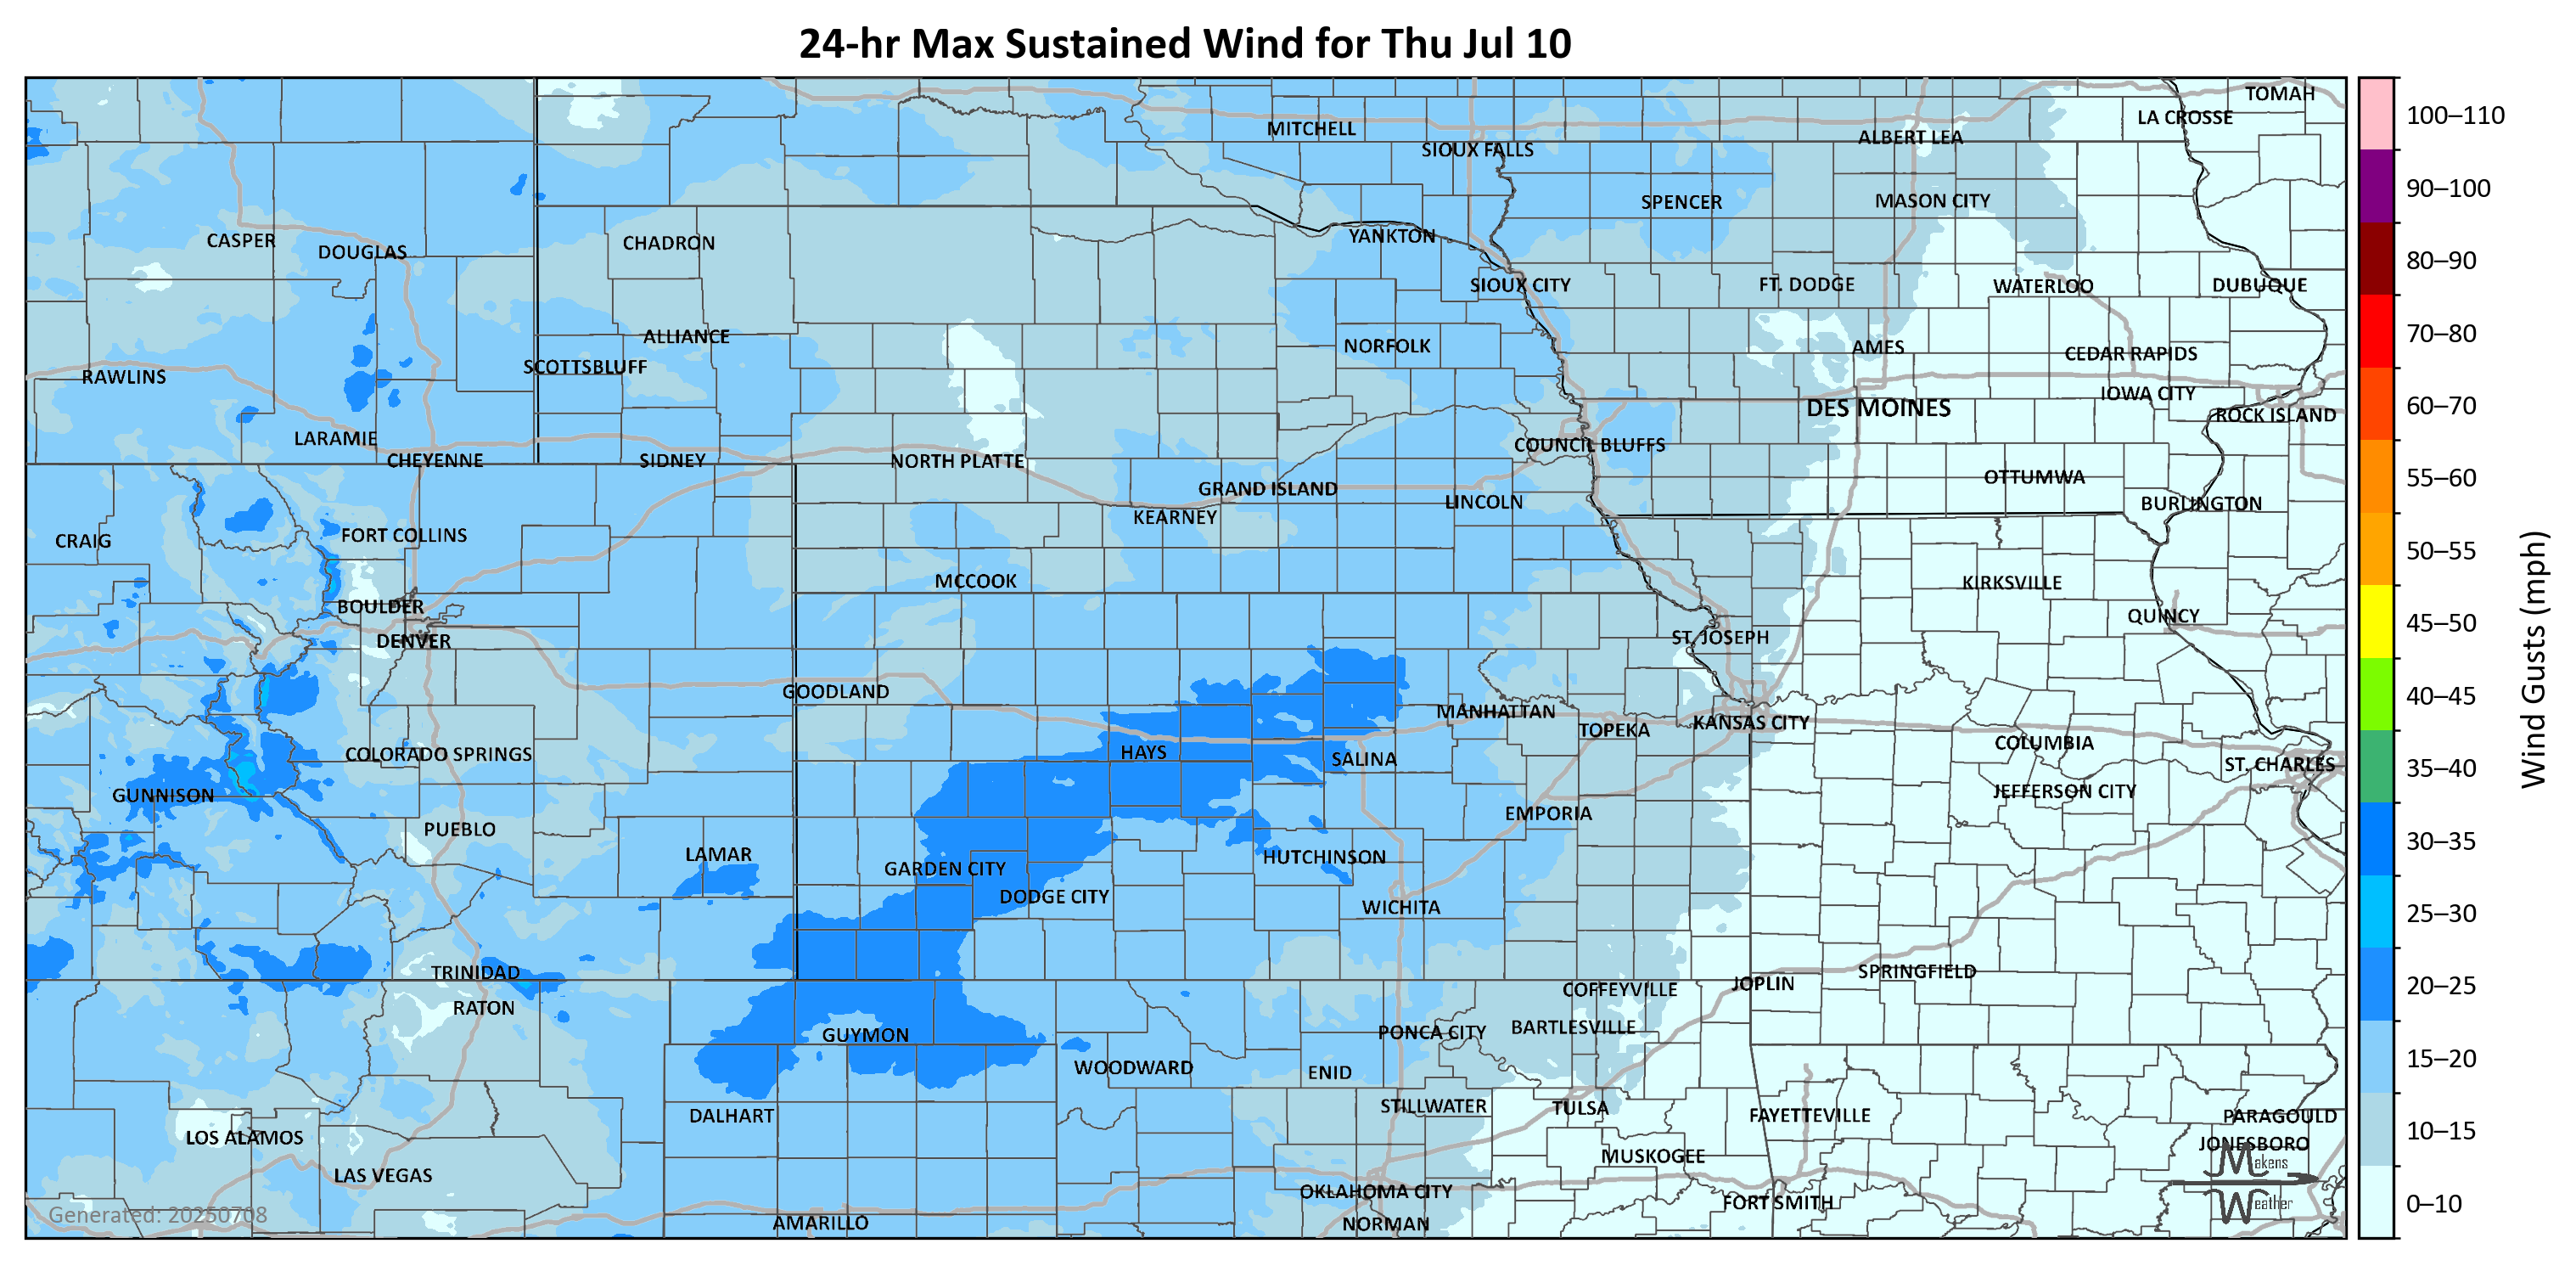 24-hr Max Sustained Wind for Thu Jul 10
TOMAH
LA CROSSE
MITCHELL
ALBERT LEA
SIOUX FALLS
SPENCER
MASON CITY
YANKTON
CASPER
CHADRON
DOUGLAS
SIOUX CITY
FT. DODGE
WATERLOO
DUBUQUE
ALLIANCE
NORFOLK
AMES
CEDAR RAPIDS
SCOTTSBLUFF
RAWLINS
IOWA CITY
DES MOINES
ROCK ISLAND
LARAMIE
COUNCIL BLUFFS
CHEYENNE
SIDNEY
NORTH PLATTE
OTTUMWA
GRAND ISLAND
LINCOLN
BURLINGTON
KEARNEY
FORT COLLINS
CRAIG
MCCOOK
KIRKSVILLE
BOULDER
QUINCY
DENVER
ST. JOSEPH
GOODLAND
MANHATTAN
KANSAS CITY
TOPEKA
COLUMBIA
HAYS
COLORADO SPRINGS
SALINA
ST. CHARLES
GUNNISON
JEFFERSON CITY
EMPORIA
PUEBLO
LAMAR
HUTCHINSON
GARDEN CITY
DODGE CITY
WICHITA
TRINIDAD
SPRINGFIELD
JOPLIN
COFFEYVILLE
RATON
BARTLESVILLE
PONCA CITY
GUYMON
WOODWARD
ENID
STILLWATER
TULSA
DALHART
FAYETTEVILLE
PARAGOULD
LOS ALAMOS
JONESBORO
MUSKOGEE
LAS VEGAS
OKLAHOMA CITY
FORT SMITH
AMARILLO
NORMAN
Generated: 20250708
Makens
Weather
100–110
90–100
80–90
70–80
60–70
55–60
50–55
45–50
40–45
35–40
30–35
25–30
20–25
15–20
10–15
0–10
Wind Gusts (mph)